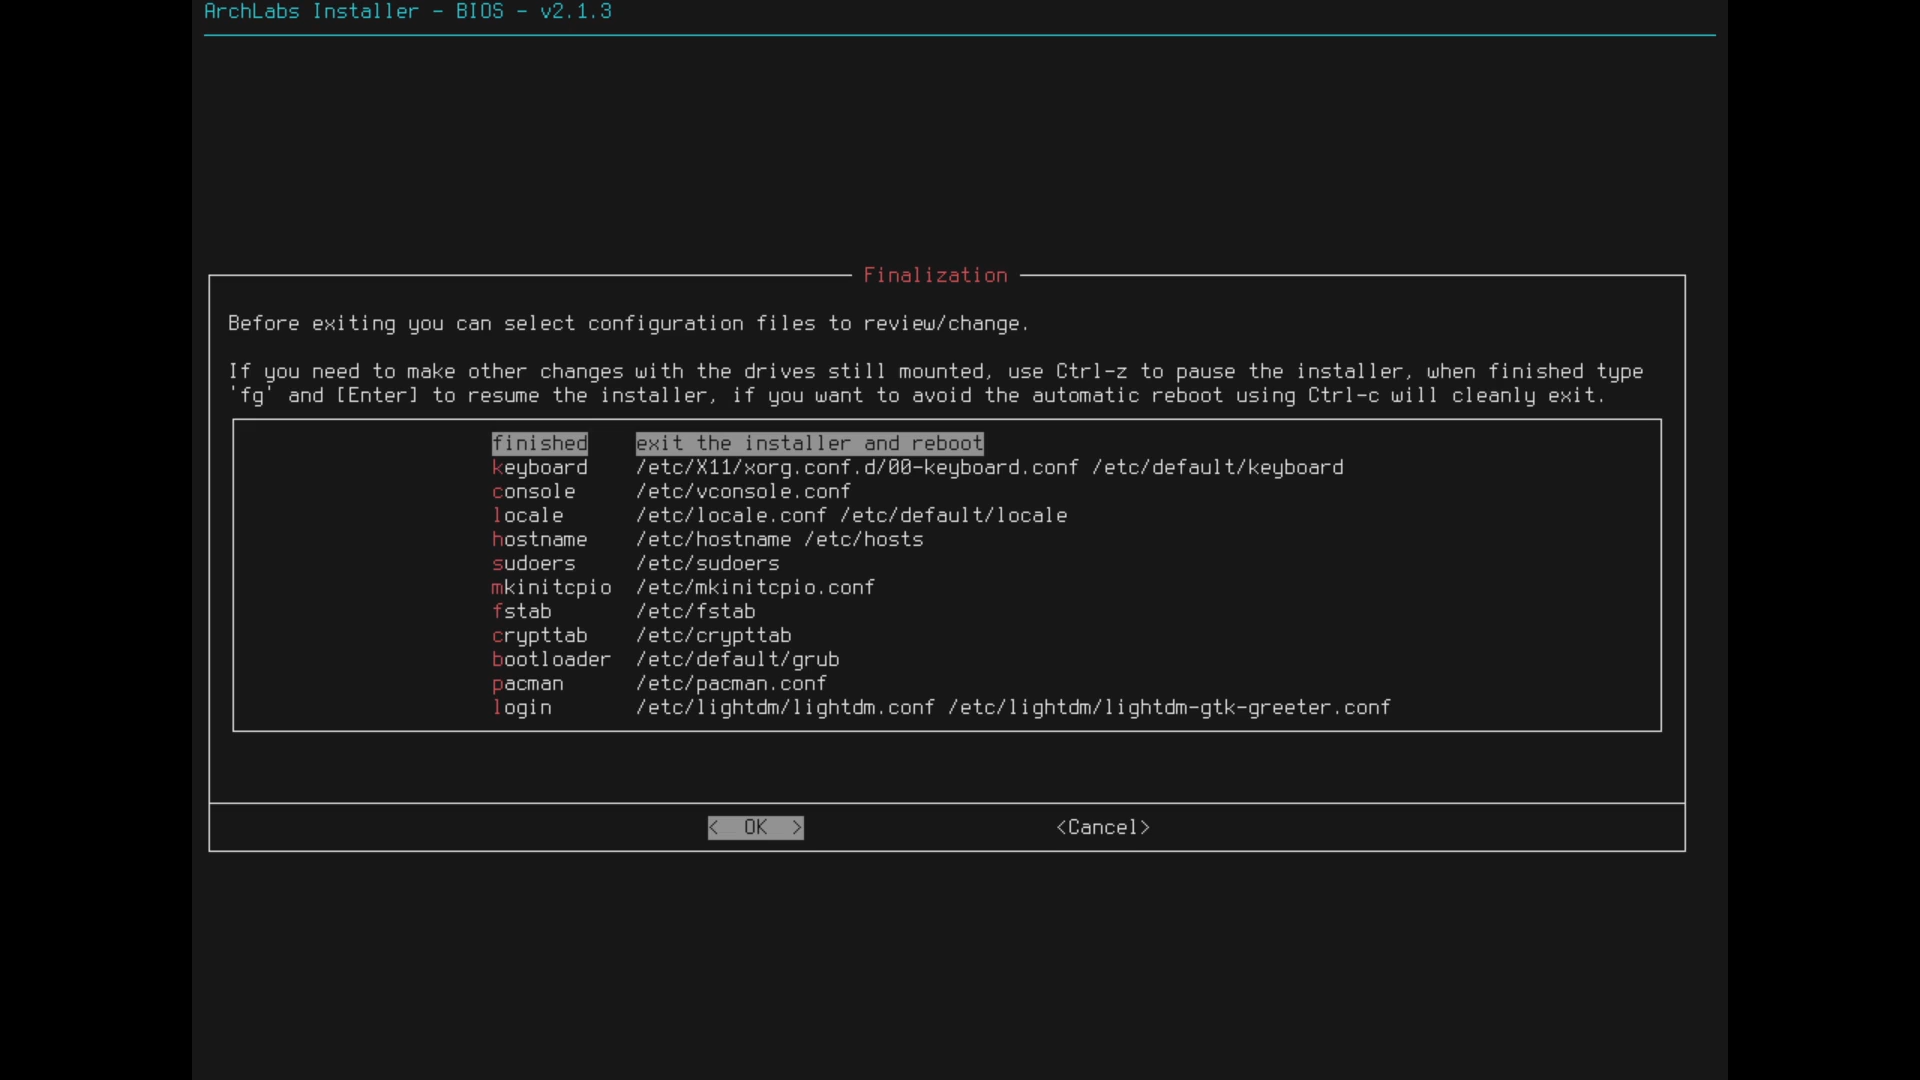 ArchLabs Installer - BIOS - v2.1.3
Finalization
Before exiting you can select configuration files to review/change.
If you need to make other changes with the drives still mounted, use Ctrl-z to pause the installer, when finished type
'fg' and [Enter] to resume the installer, if you want to avoid the automatic reboot using Ctrl-c will cleanly exit.
finished exit the installer and reboot
keyboard /etc/X11/xorg.conf.d/00-keyboard.conf /etc/default/keyboard
console /etc/vconsole.conf
locale /etc/locale.conf /etc/default/locale
hostname /etc/hostname /etc/hosts
sudoers /etc/sudoers
mkinitcpio /etc/mkinitcpio.conf
fstab /etc/fstab
crypttab /etc/crypttab
bootloader /etc/default/grub
pacman /etc/pacman.conf
login /etc/lightdm/lightdm.conf /etc/lightdm/lightdm-gtk-greeter.conf
< OK > <Cancel>